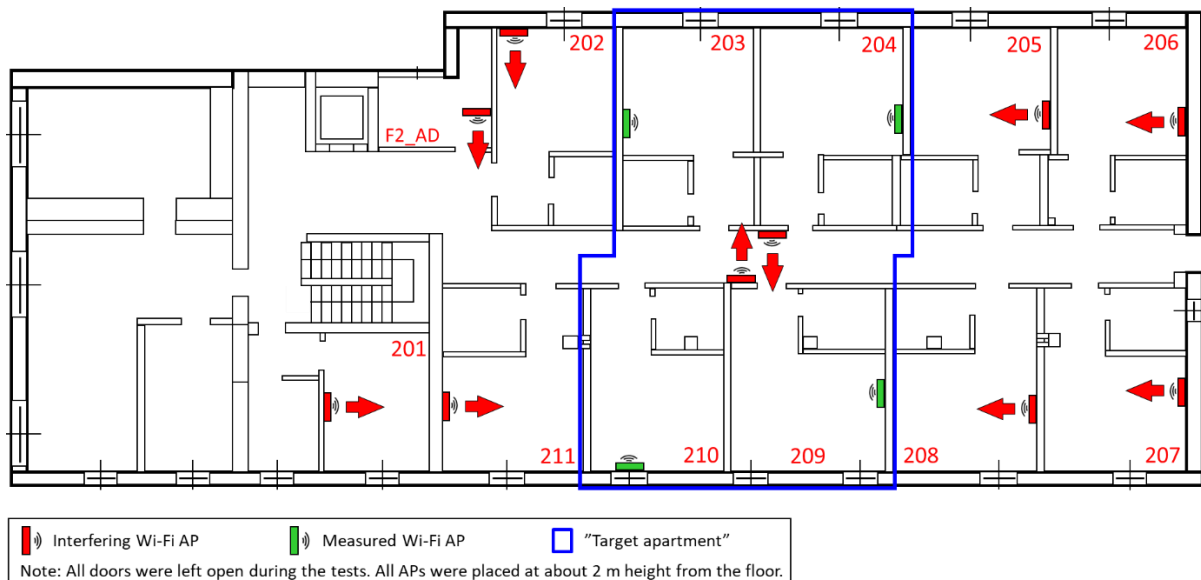 202
203
204
205
206
F2_AD
201
211
210
209
208
207
Interfering Wi-Fi AP
Measured Wi-Fi AP
"Target apartment"
Note: All doors were left open during the tests. All APs were placed at about 2 m height from the floor.